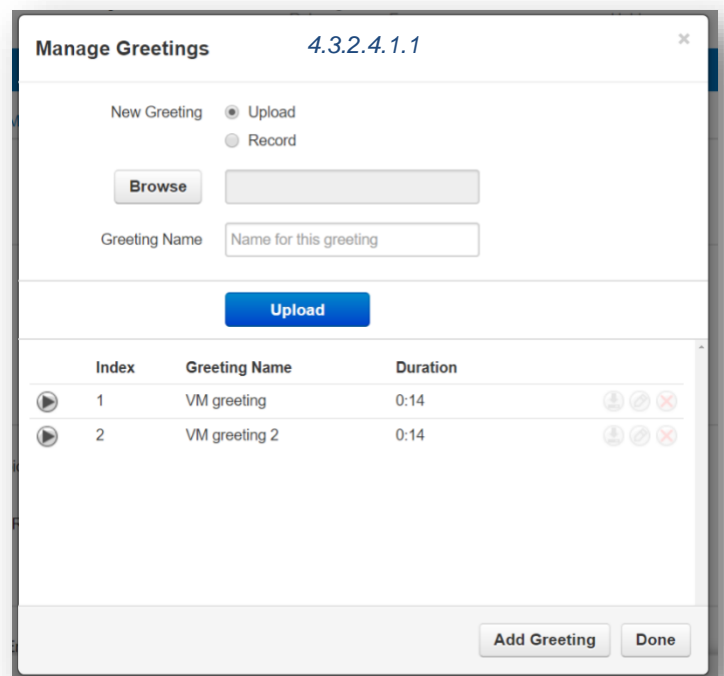 Manage Greetings 4.3.2.4.1.1 ×
New Greeting Upload
Record
Browse
Greeting Name Name for this greeting
Upload
Index Greeting Name Duration
1 VM greeting 0:14
2 VM greeting 2 0:14
Add Greeting Done